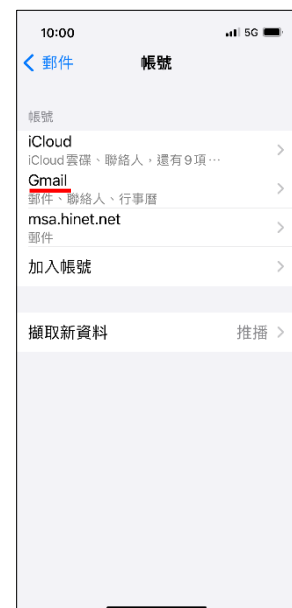 10:00
5G
郵件
帳號
帳號
iCloud
iCloud雲碟、聯絡人，還有9項…
Gmail
郵件、聯絡人、行事曆
msa.hinet.net
郵件
加入帳號
擷取新資料
推播